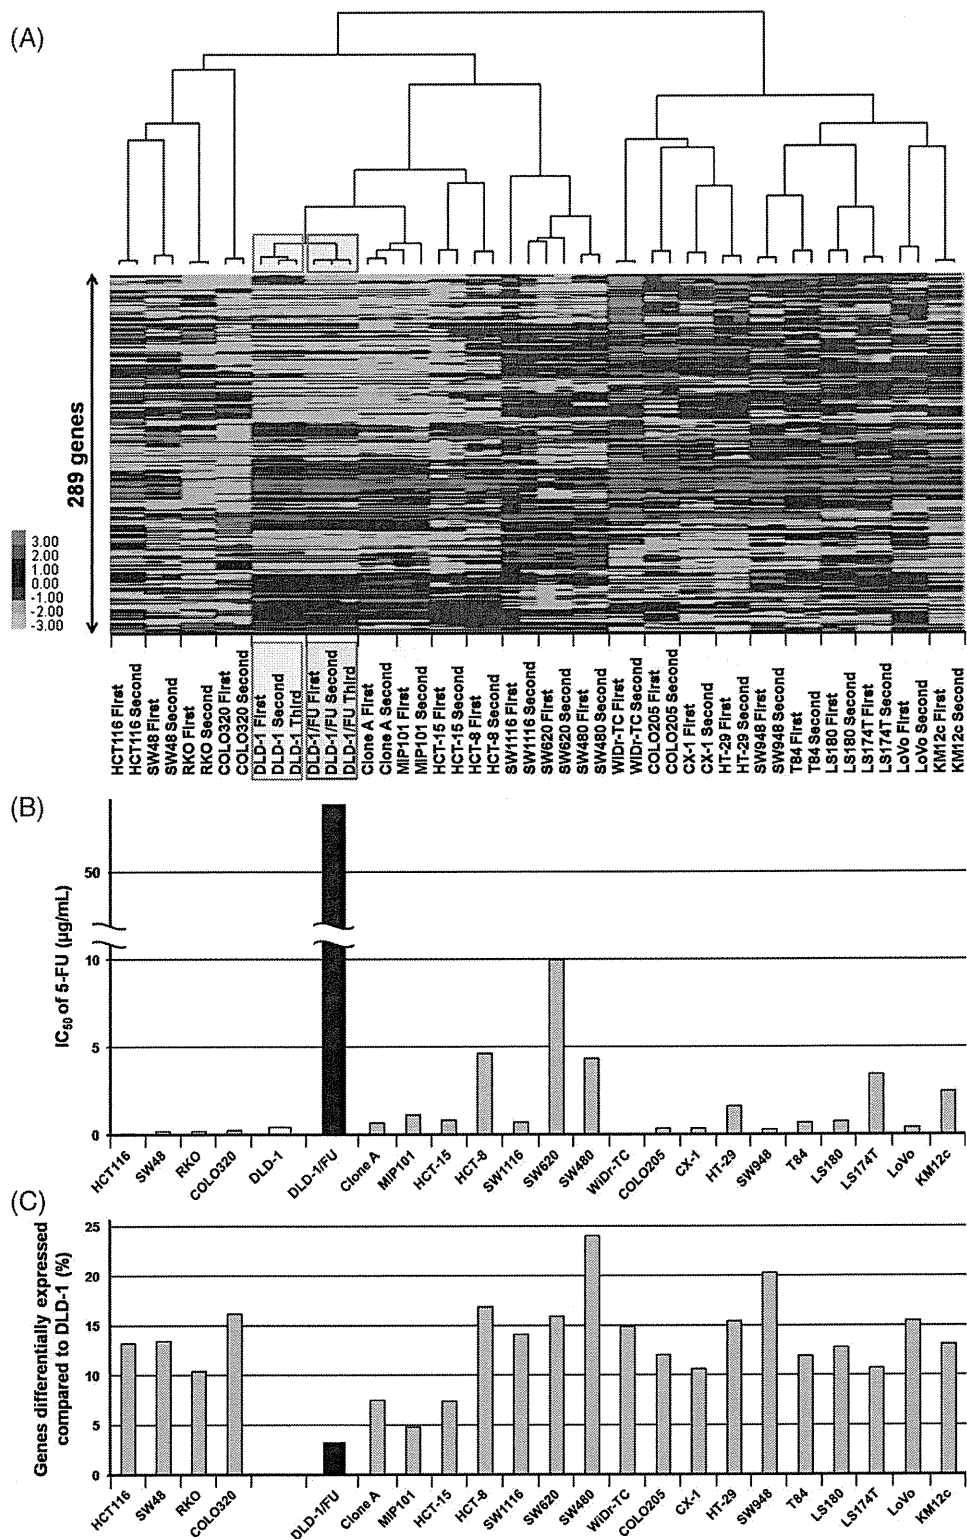 (A)
289 genes
3.00
2.00
1.00
0.00
-1.00
-2.00
-3.00
HCT116 First
HCT116 Second
SW48 First
SW48 Second
RKO First
RKO Second
COLO320 First
COLO320 Second
DLD-1 First
DLD-1 Second
DLD-1 Third
DLD-1/FU First
DLD-1/FU Second
DLD-1/FU Third
Clone A First
Clone A Second
MIP101 First
MIP101 Second
HCT-15 First
HCT-15 Second
HCT-8 First
HCT-8 Second
SW1116 First
SW1116 Second
SW620 First
SW620 Second
SW480 First
SW480 Second
WiDr-TC First
WiDr-TC Second
COLO205 First
COLO205 Second
CX-1 First
CX-1 Second
HT-29 First
HT-29 Second
SW948 First
SW948 Second
T84 First
T84 Second
LS180 First
LS180 Second
LS174T First
LS174T Second
LoVo First
LoVo Second
KM12c First
KM12c Second
(B)
IC50 of 5-FU (µg/mL)
50
10
5
0
HCT116
SW48
RKO
COLO320
DLD-1
DLD-1/FU
Clone A
MIP101
HCT-15
HCT-8
SW1116
SW620
SW480
WiDr-TC
COLO205
CX-1
HT-29
SW948
T84
LS180
LS174T
LoVo
KM12c
(C)
Genes differentially expressed
compared to DLD-1 (%)
25
20
15
10
5
0
HCT116
SW48
RKO
COLO320
DLD-1/FU
Clone A
MIP101
HCT-15
HCT-8
SW1116
SW620
SW480
WiDr-TC
COLO205
CX-1
HT-29
SW948
T84
LS180
LS174T
LoVo
KM12c